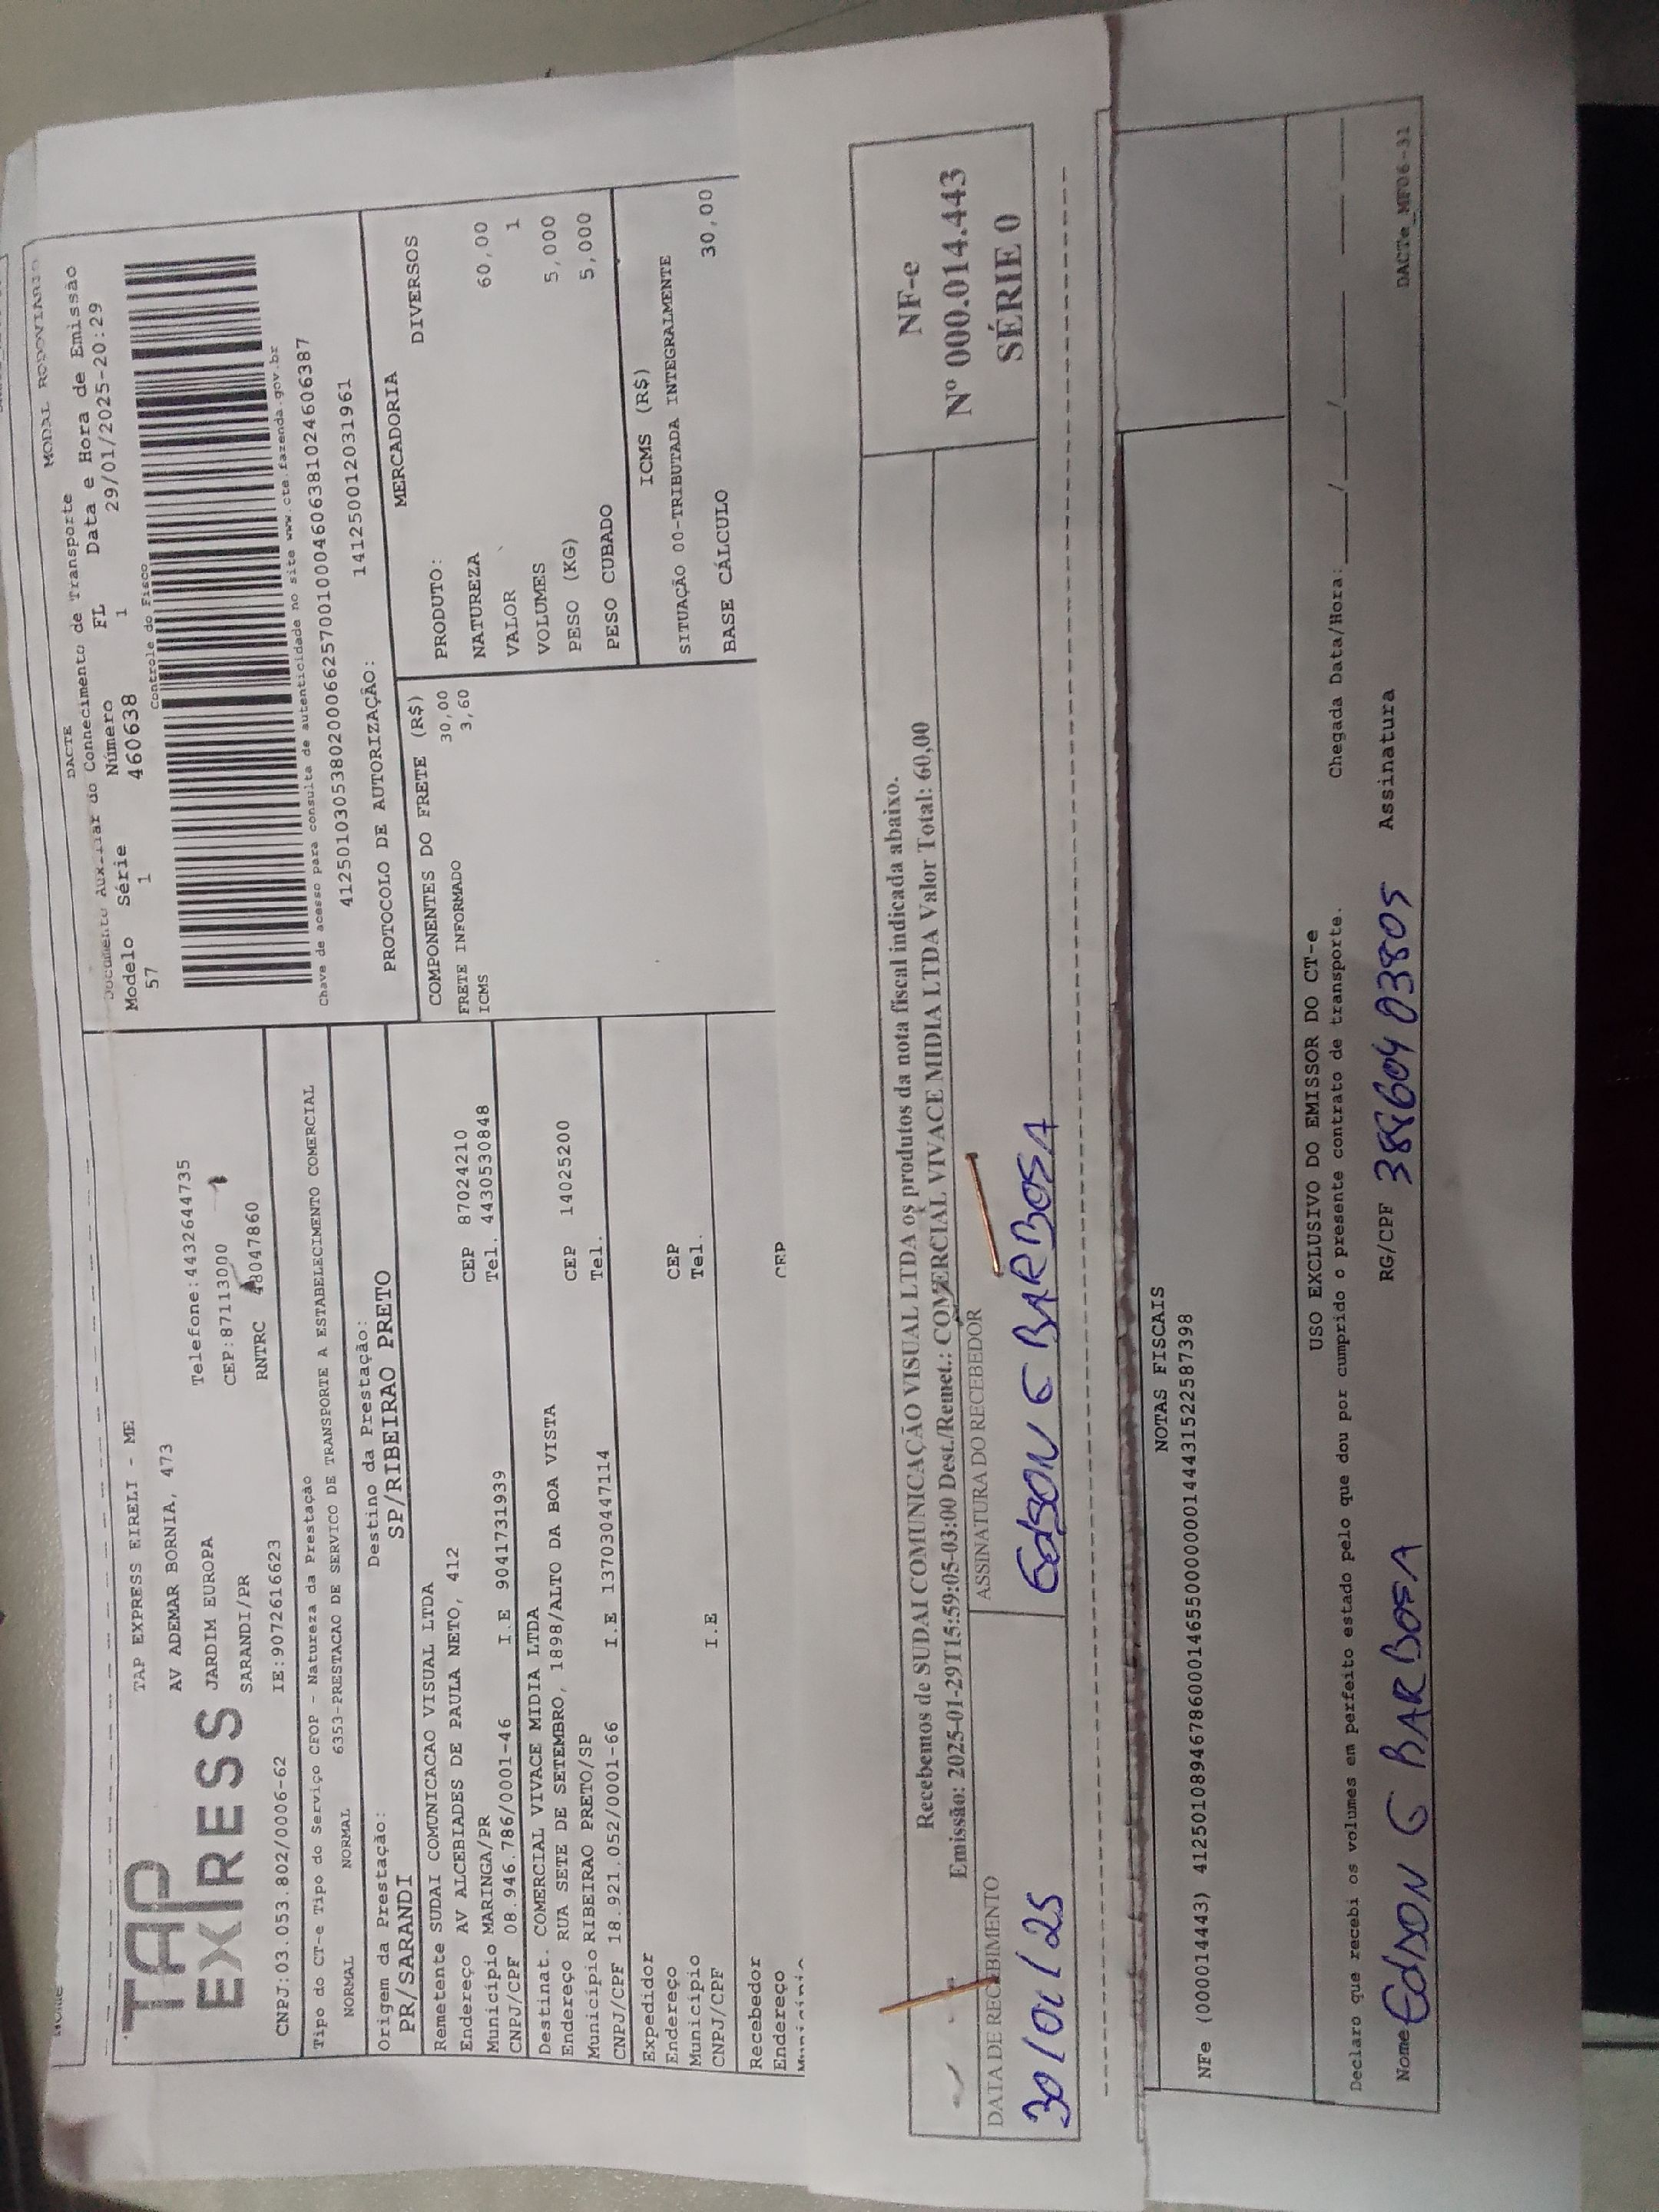 MODAL RODOVIARIO
TAP EXPRESS
TAP EXPRESS EIRELI - ME
AV ADEMAR BORNIA, 473
Telefone:4432644735
JARDIM EUROPA
CEP:87113000
SARANDI/PR
RNTRC 48047860
CNPJ:03.053.802/0006-62 IE:9072616623
DACTE
Documento Auxiliar do Connecimento de Transporte
Modelo Série Número FL Data e Hora de Emissão
57 1 460638 1 29/01/2025-20:29
Controle do Fisco
Chave de acesso para consulta de autenticidade no site www.cte.fazenda.gov.br
41250103053802000662570010004606381024606387
PROTOCOLO DE AUTORIZAÇÃO: 141250012031961
Tipo do CT-e Tipo do Serviço CFOP - Natureza da Prestação
NORMAL NORMAL 6353-PRESTACAO DE SERVICO DE TRANSPORTE A ESTABELECIMENTO COMERCIAL
Origem da Prestação: Destino da Prestação:
PR/SARANDI SP/RIBEIRAO PRETO
Remetente SUDAI COMUNICACAO VISUAL LTDA
Endereço AV ALCEBIADES DE PAULA NETO, 412 CEP 87024210
Município MARINGA/PR Tel. 4430530848
CNPJ/CPF 08.946.786/0001-46 I.E 9041731939
Destinat. COMERCIAL VIVACE MIDIA LTDA
Endereço RUA SETE DE SETEMBRO, 1898/ALTO DA BOA VISTA CEP 14025200
Município RIBEIRAO PRETO/SP Tel.
CNPJ/CPF 18.921.052/0001-66 I.E 137030447114
Expedidor
Endereço CEP
Município Tel.
CNPJ/CPF I.E
Recebedor
Endereço CEP
COMPONENTES DO FRETE (R$)
FRETE INFORMADO 30,00
ICMS 3,60
MERCADORIA
PRODUTO: DIVERSOS
NATUREZA
VALOR 60,00
VOLUMES 1
PESO (KG) 5,000
PESO CUBADO 5,000
ICMS (R$)
SITUAÇÃO 00-TRIBUTADA INTEGRALMENTE
BASE CÁLCULO 30,00
Recebemos de SUDAI COMUNICAÇÃO VISUAL LTDA os produtos da nota fiscal indicada abaixo.
Emissão: 2025-01-29T15:59:05-03:00 Dest./Remet.: COMERCIAL VIVACE MIDIA LTDA Valor Total: 60,00
DATA DE RECEBIMENTO ASSINATURA DO RECEBEDOR
30/01/25 Edson G BARBOSA
NF-e
Nº 000.014.443
SÉRIE 0
NOTAS FISCAIS
NFe (000014443) 41250108946786000146550000000144431522587398
USO EXCLUSIVO DO EMISSOR DO CT-e
Declaro que recebi os volumes em perfeito estado pelo que dou por cumprido o presente contrato de transporte. Chegada Data/Hora:____/____/____
Nome Edson G BARBOSA RG/CPF 38860403805 Assinatura
DACTe_MF06-31